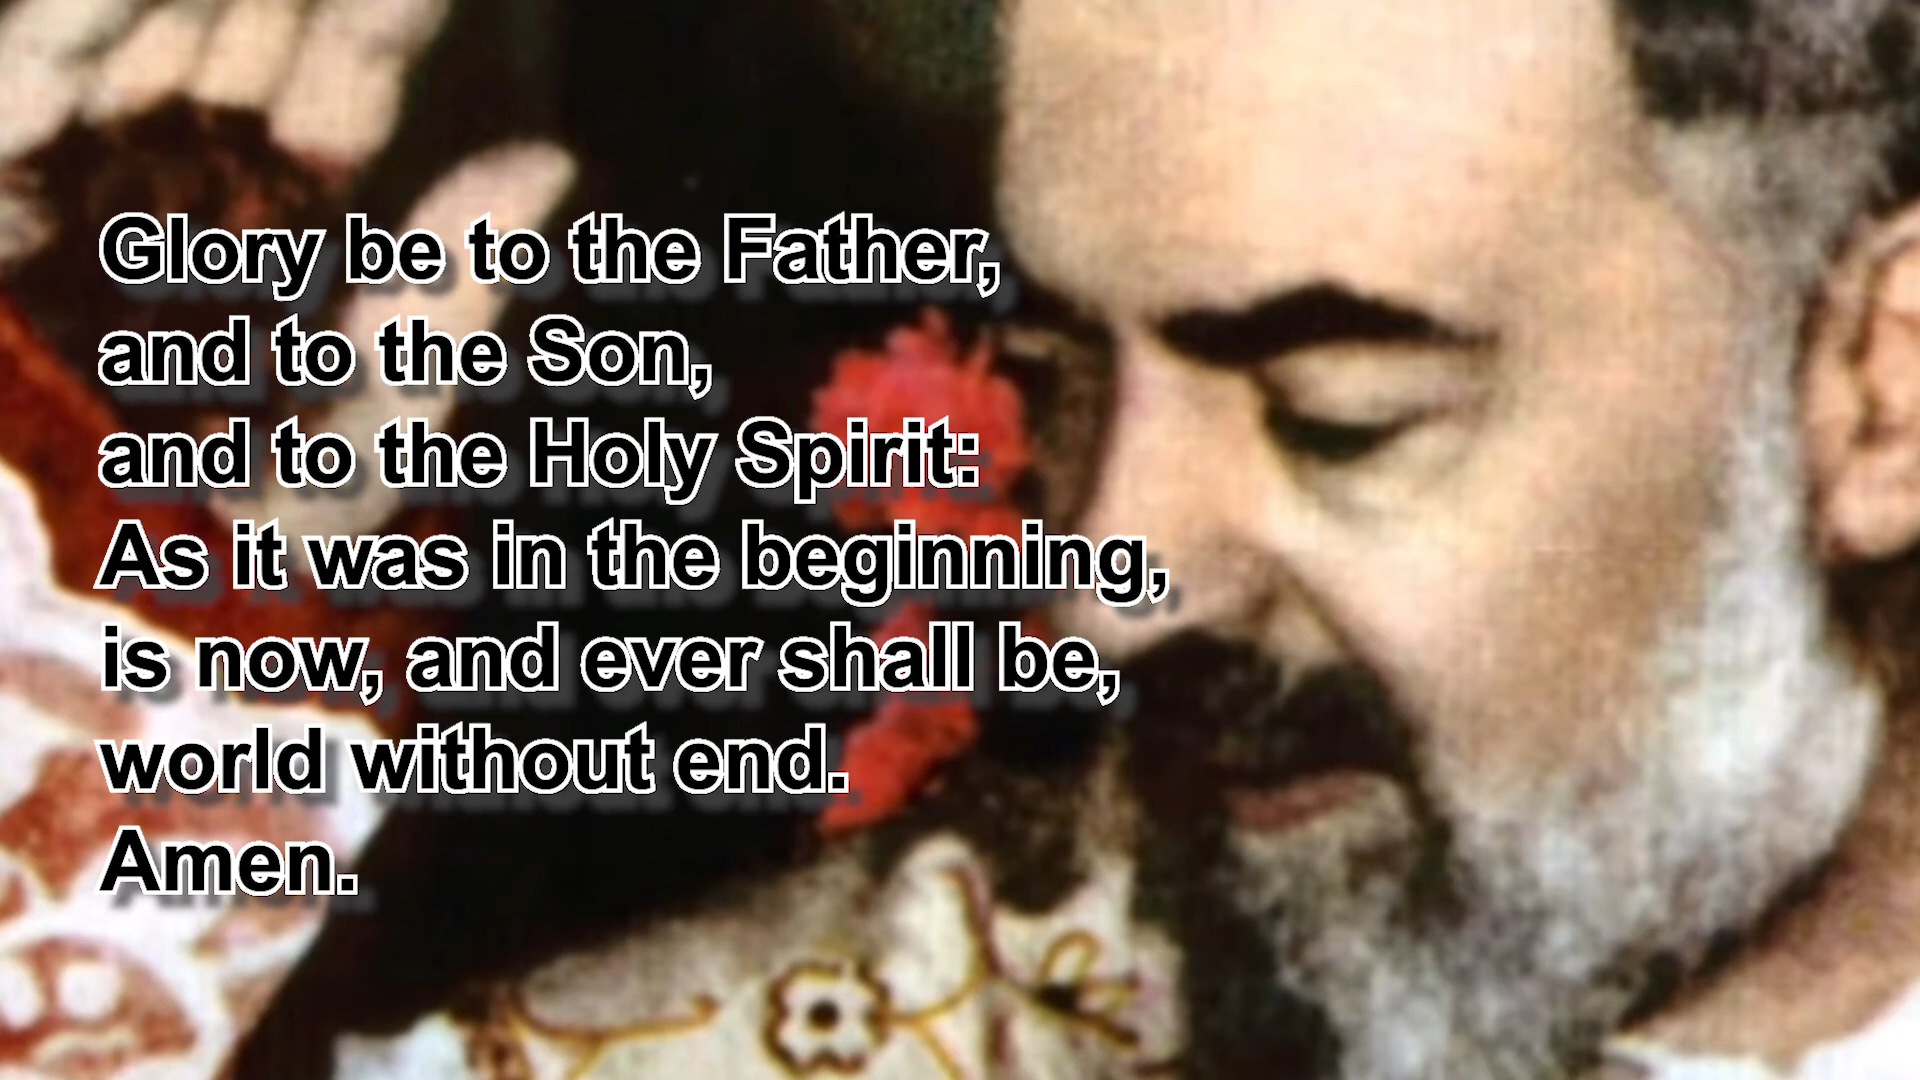 Glory be to the Father,
and to the Son,
and to the Holy Spirit:
As it was in the beginning,
is now, and ever shall be,
world without end.
Amen.